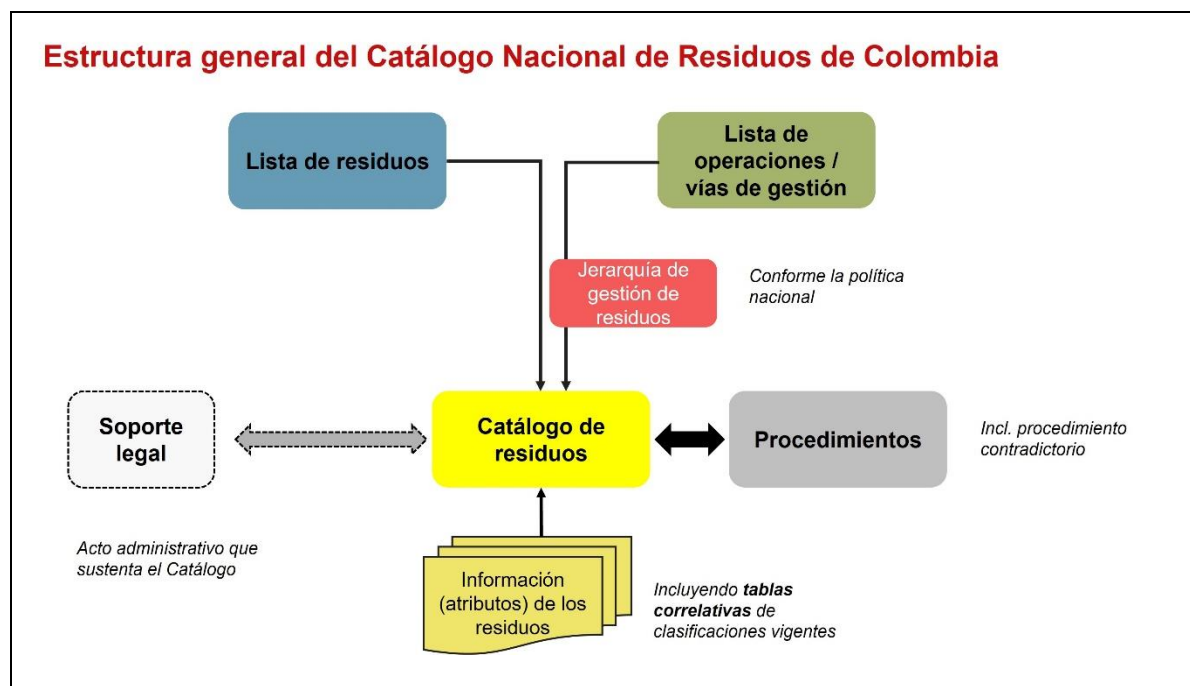 Estructura general del Catálogo Nacional de Residuos de Colombia
Lista de residuos
Lista de
operaciones /
vías de gestión
Jerarquía de
gestión de
residuos
Conforme la política
nacional
Soporte
legal
Catálogo de
residuos
Procedimientos
Incl. procedimiento
contradictorio
Acto administrativo que
sustenta el Catálogo
Información
(atributos) de los
residuos
Incluyendo tablas
correlativas de
clasificaciones vigentes